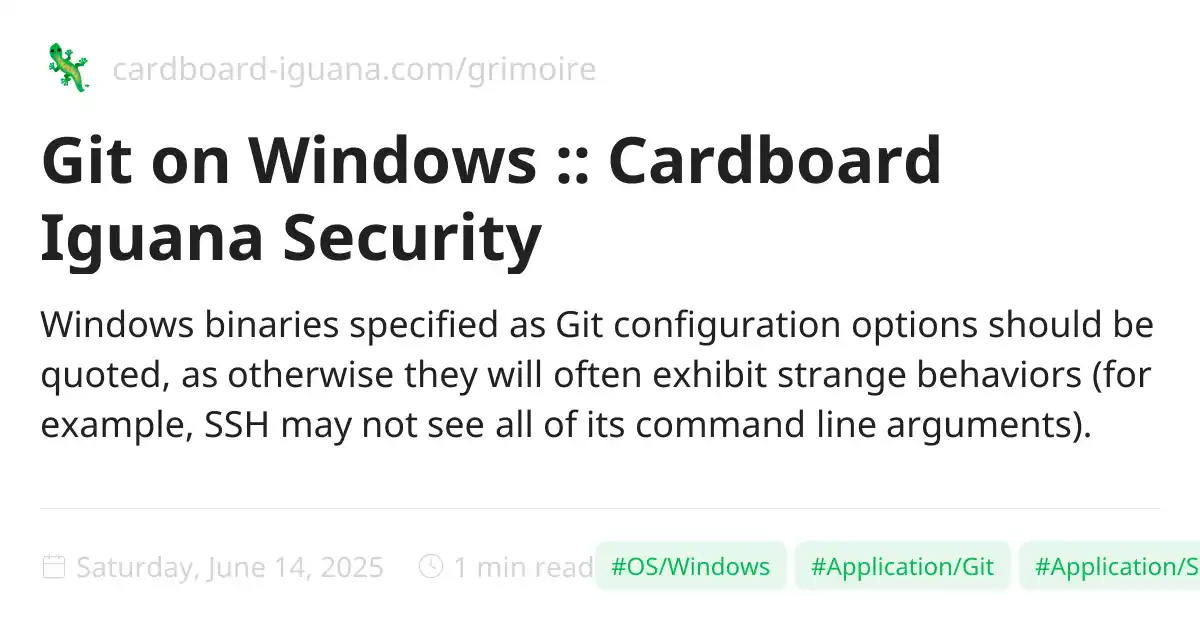 cardboard-iguana.com/grimoire
Git on Windows :: Cardboard
Iguana Security
Windows binaries specified as Git configuration options should be
quoted, as otherwise they will often exhibit strange behaviors (for
example, SSH may not see all of its command line arguments).
Saturday, June 14, 2025 1 min read #OS/Windows #Application/Git #Application/S